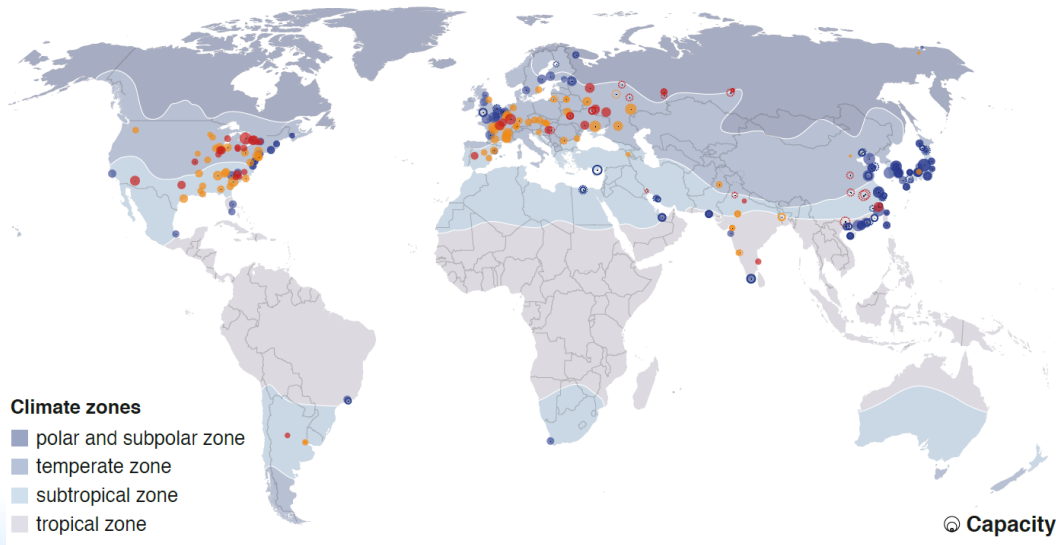 Climate zones
polar and subpolar zone
temperate zone
subtropical zone
tropical zone
Capacity